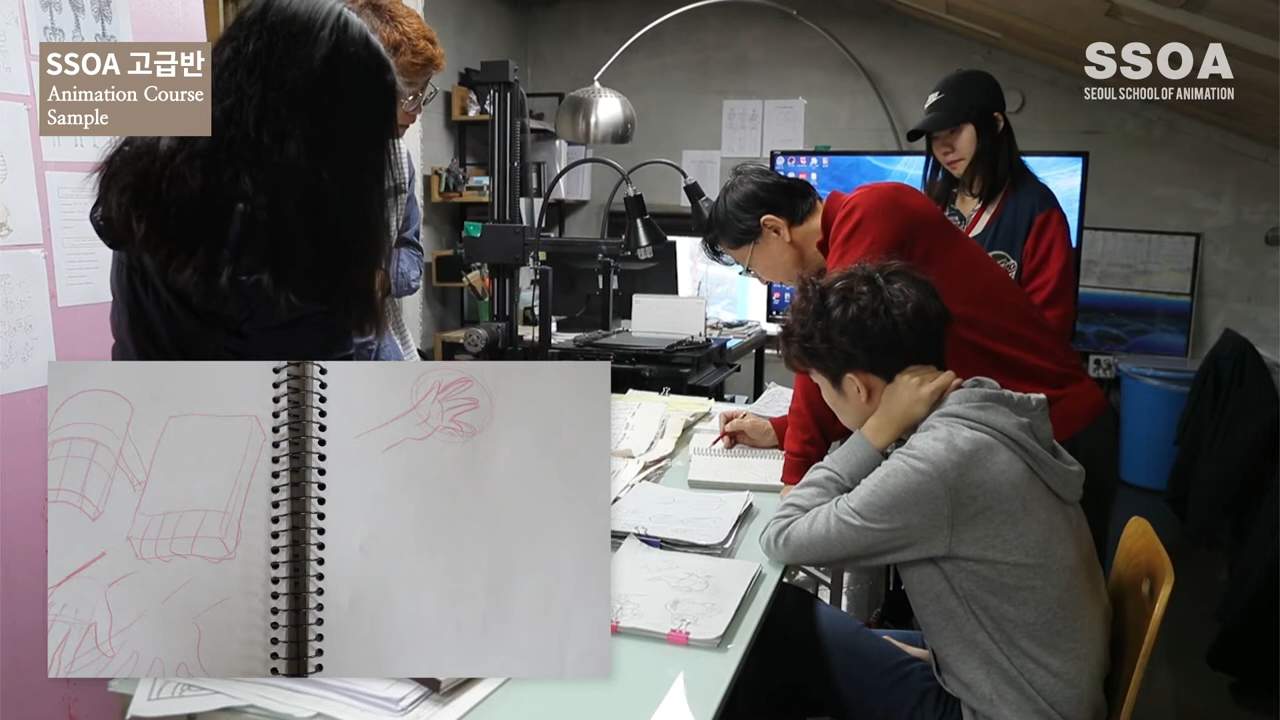 SSOA 고급반
Animation Course
Sample
SSOA
SEOUL SCHOOL OF ANIMATION